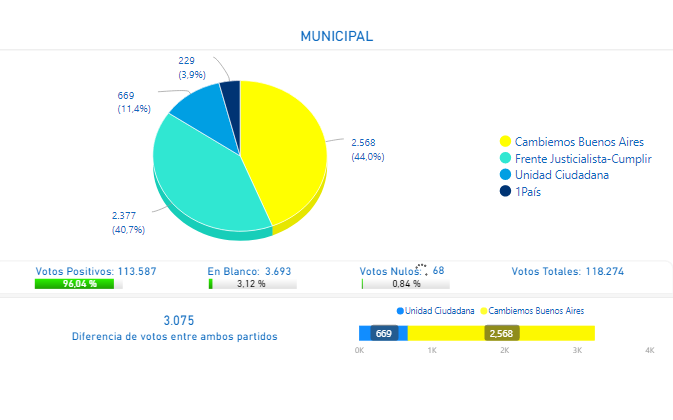 MUNICIPAL
229
(3,9%)
669
(11,4%)
2.568
(44,0%)
2.377
(40,7%)
Cambiemos Buenos Aires
Frente Justicialista-Cumplir
Unidad Ciudadana
1País
Votos Positivos: 113.587
96,04 %
En Blanco: 3.693
3,12 %
Votos Nulos: 68
0,84 %
Votos Totales: 118.274
3.075
Diferencia de votos entre ambos partidos
Unidad Ciudadana Cambiemos Buenos Aires
669 2,568
0K 1K 2K 3K 4K